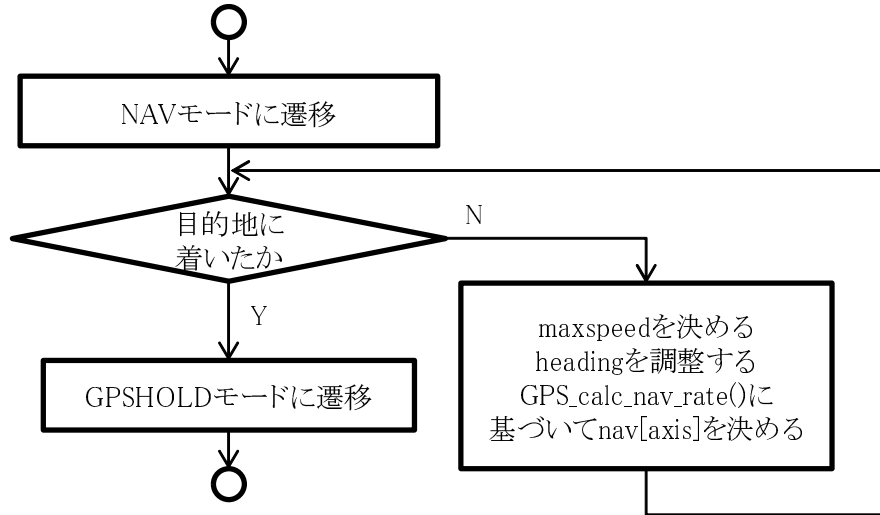 NAVモードに遷移
目的地に
着いたか
N
Y
maxspeedを決める
headingを調整する
GPS_calc_nav_rate()に
基づいてnav[axis]を決める
GPSHOLDモードに遷移